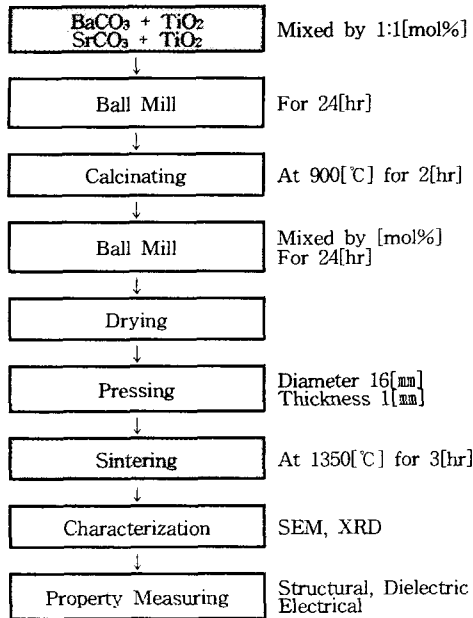 BaCO₃ + TiO₂
SrCO₃ + TiO₂
Mixed by 1:1[mol%]
↓
Ball Mill
For 24[hr]
↓
Calcinating
At 900[℃] for 2[hr]
↓
Ball Mill
Mixed by [mol%]
For 24[hr]
↓
Drying
↓
Pressing
Diameter 16[㎜]
Thickness 1[㎜]
↓
Sintering
At 1350[℃] for 3[hr]
↓
Characterization
SEM, XRD
↓
Property Measuring
Structural, Dielectric
Electrical